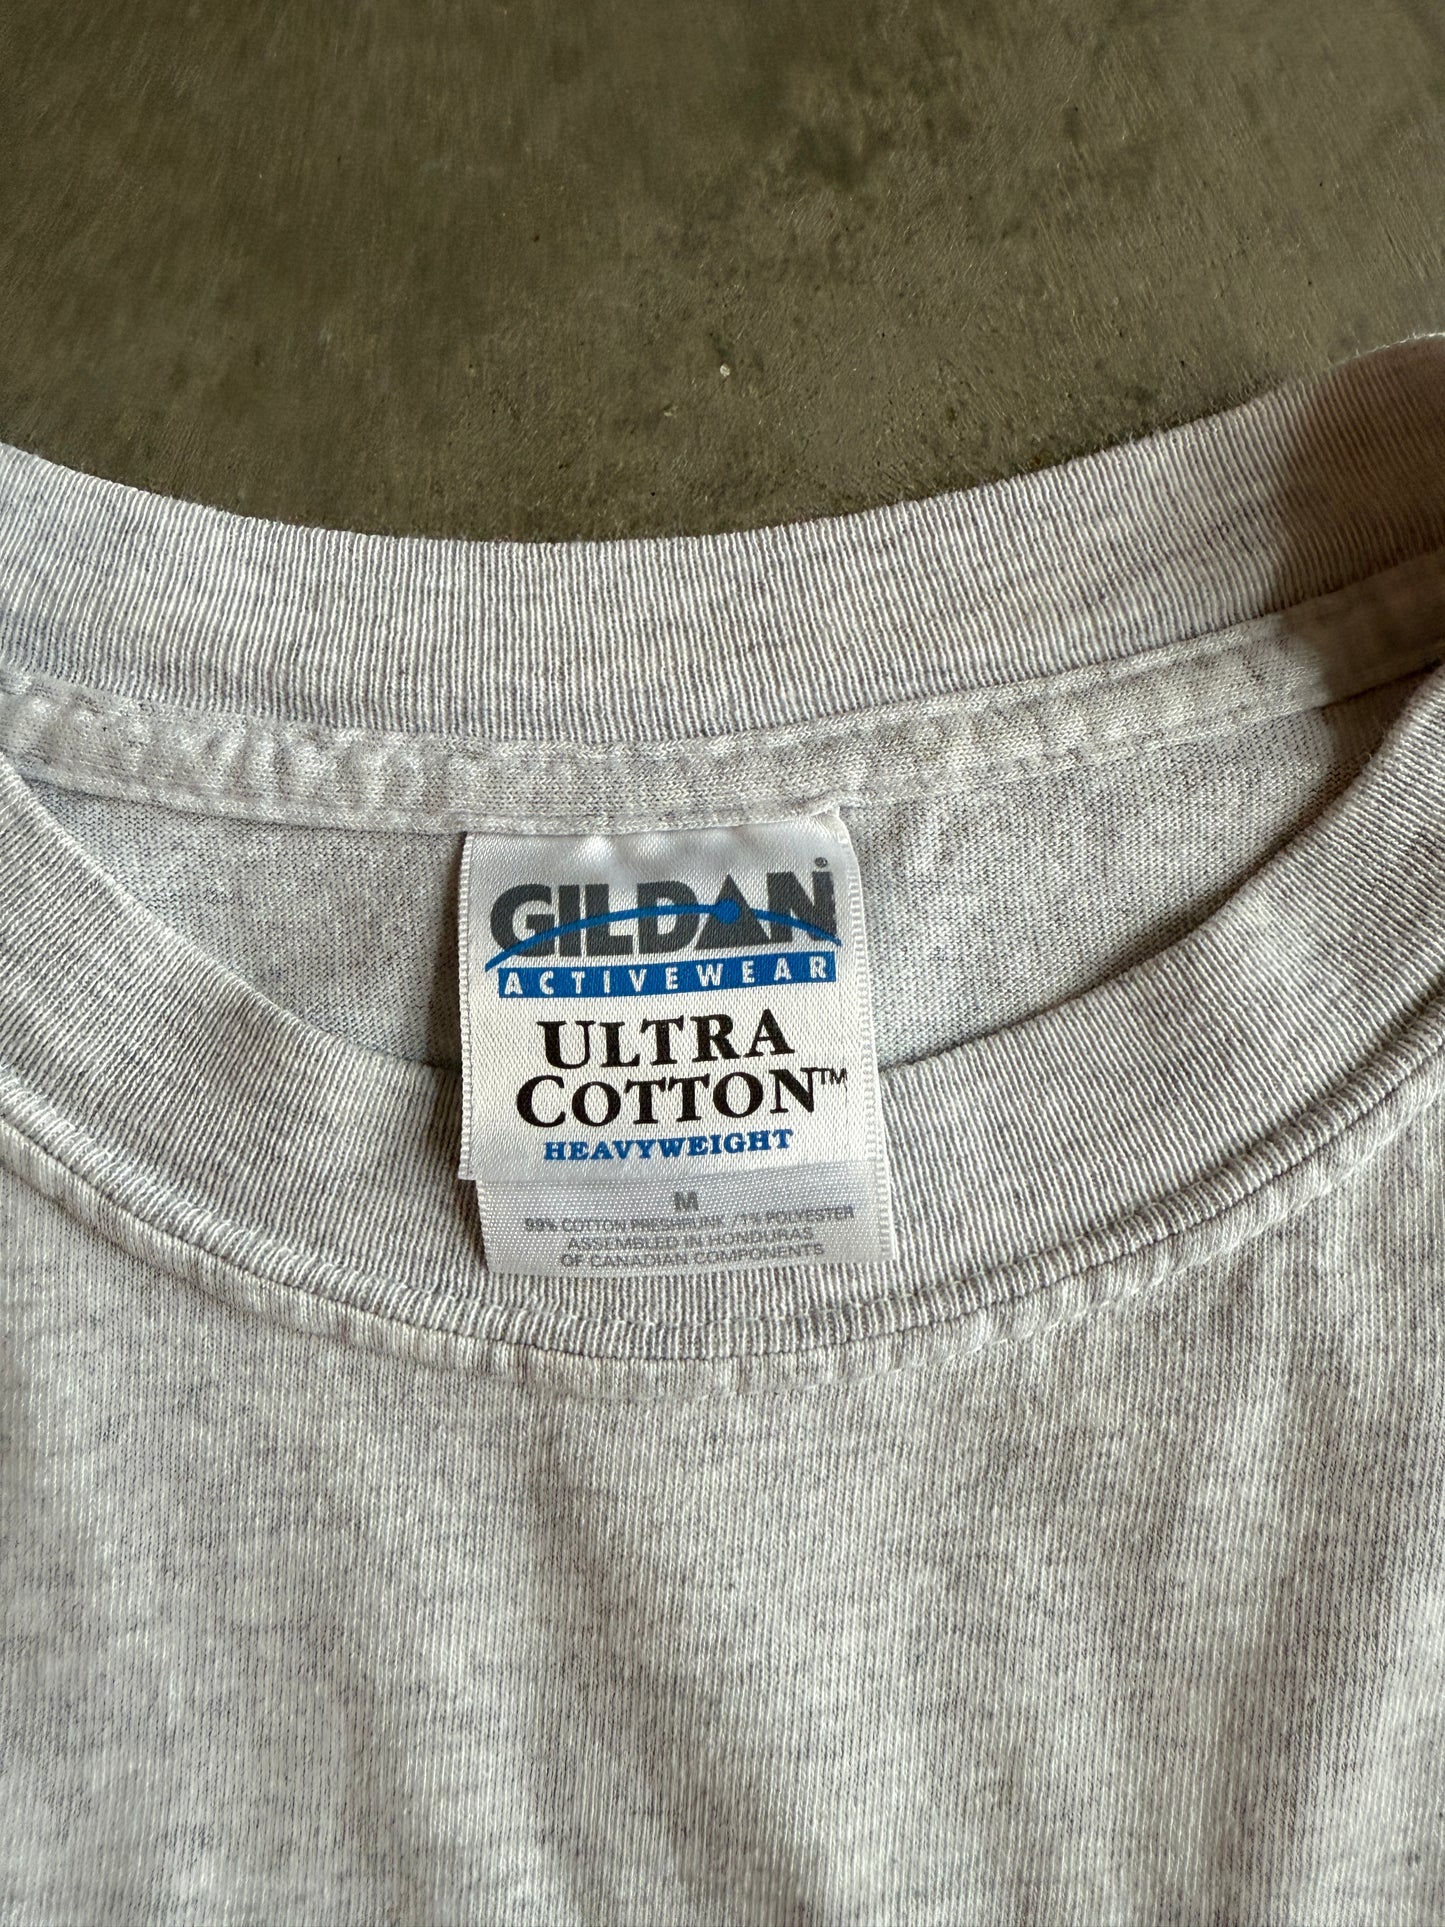 GILDAN®
ACTIVEWEAR
ULTRA
COTTON™
HEAVYWEIGHT
M
99% COTTON PRESHRUNK / 1% POLYESTER
ASSEMBLED IN HONDURAS
OF CANADIAN COMPONENTS